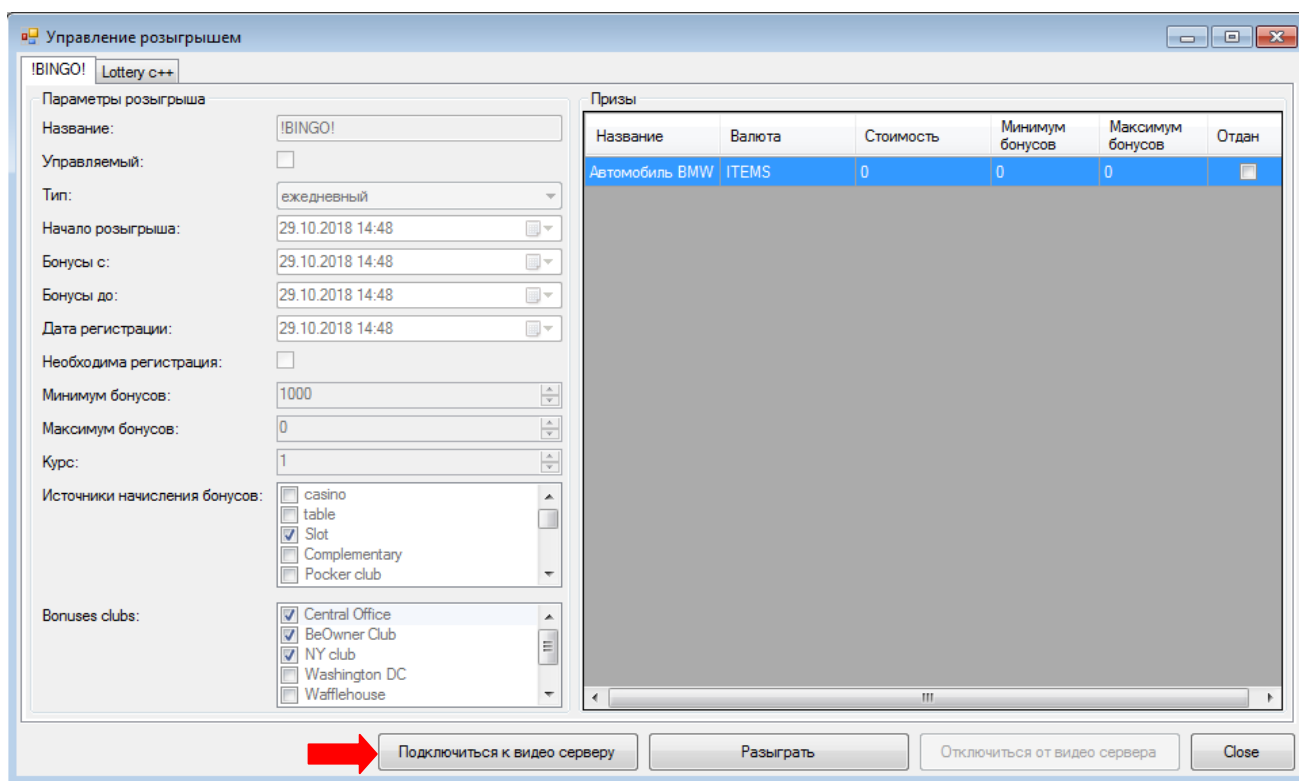 Управление розыгрышем
!BINGO! Lottery c++
Параметры розыгрыша
Название: !BINGO!
Управляемый:
Тип: ежедневный
Начало розыгрыша: 29.10.2018 14:48
Бонусы с: 29.10.2018 14:48
Бонусы до: 29.10.2018 14:48
Дата регистрации: 29.10.2018 14:48
Необходима регистрация:
Минимум бонусов: 1000
Максимум бонусов: 0
Курс: 1
Источники начисления бонусов: casino
table
Slot
Complementary
Pocker club
Bonuses clubs: Central Office
BeOwner Club
NY club
Washington DC
Wafflehouse
Призы
Название Валюта Стоимость Минимум бонусов Максимум бонусов Отдан
Автомобиль BMW ITEMS 0 0 0
Подключиться к видео серверу Разыграть Отключиться от видео сервера Close